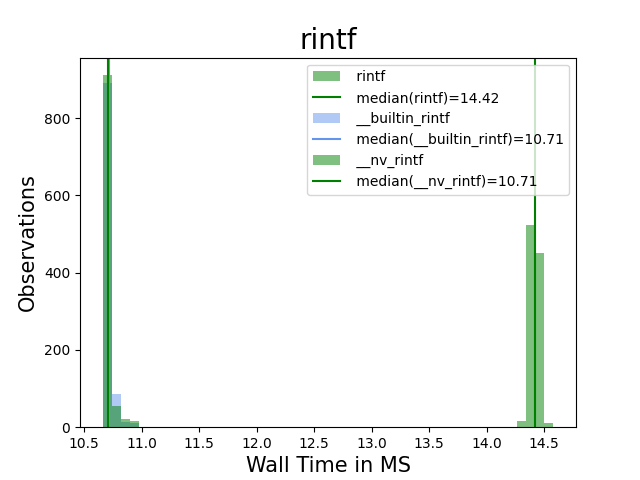 rintf
rintf
median(rintf)=14.42
__builtin_rintf
median(__builtin_rintf)=10.71
__nv_rintf
median(__nv_rintf)=10.71
Observations
800
600
400
200
0
10.5 11.0 11.5 12.0 12.5 13.0 13.5 14.0 14.5
Wall Time in MS